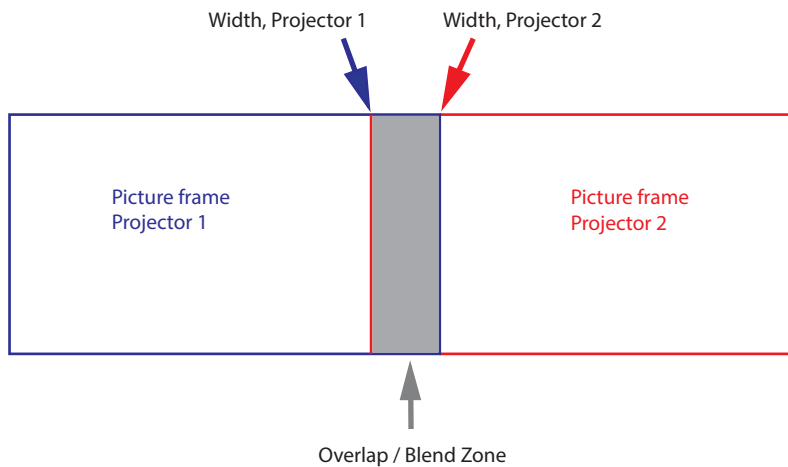 Width, Projector 1
Width, Projector 2
Picture frame
Projector 1
Picture frame
Projector 2
Overlap / Blend Zone